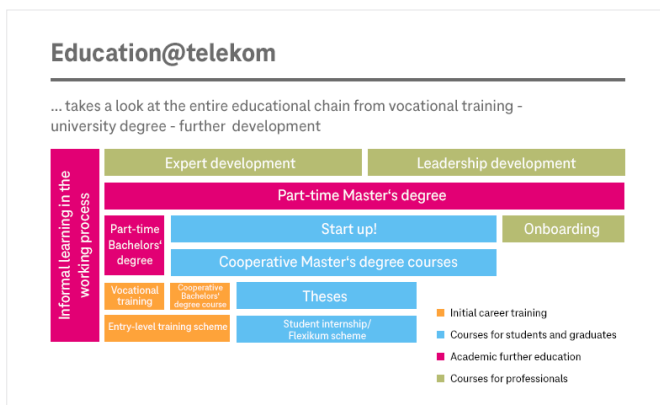 Education@telekom
... takes a look at the entire educational chain from vocational training -
university degree - further development
Informal learning in the
working process
Expert development
Leadership development
Part-time Master's degree
Part-time
Bachelors'
degree
Start up!
Onboarding
Cooperative Master's degree courses
Vocational
training
Cooperative
Bachelors'
degree course
Theses
Entry-level training scheme
Student internship/
Flexikum scheme
Initial career training
Courses for students and graduates
Academic further education
Courses for professionals